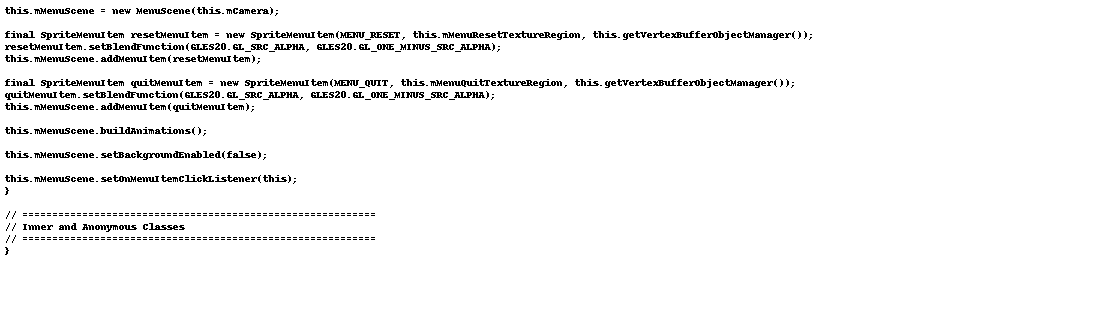 this.mMenuScene = new MenuScene(this.mCamera);
final SpriteMenuItem resetMenuItem = new SpriteMenuItem(MENU_RESET, this.mMenuResetTextureRegion, this.getVertexBufferObjectManager());
resetMenuItem.setBlendFunction(GLES20.GL_SRC_ALPHA, GLES20.GL_ONE_MINUS_SRC_ALPHA);
this.mMenuScene.addMenuItem(resetMenuItem);
final SpriteMenuItem quitMenuItem = new SpriteMenuItem(MENU_QUIT, this.mMenuQuitTextureRegion, this.getVertexBufferObjectManager());
quitMenuItem.setBlendFunction(GLES20.GL_SRC_ALPHA, GLES20.GL_ONE_MINUS_SRC_ALPHA);
this.mMenuScene.addMenuItem(quitMenuItem);
this.mMenuScene.buildAnimations();
this.mMenuScene.setBackgroundEnabled(false);
this.mMenuScene.setOnMenuItemClickListener(this);
}
// ===========================================================
// Inner and Anonymous Classes
// ===========================================================
}